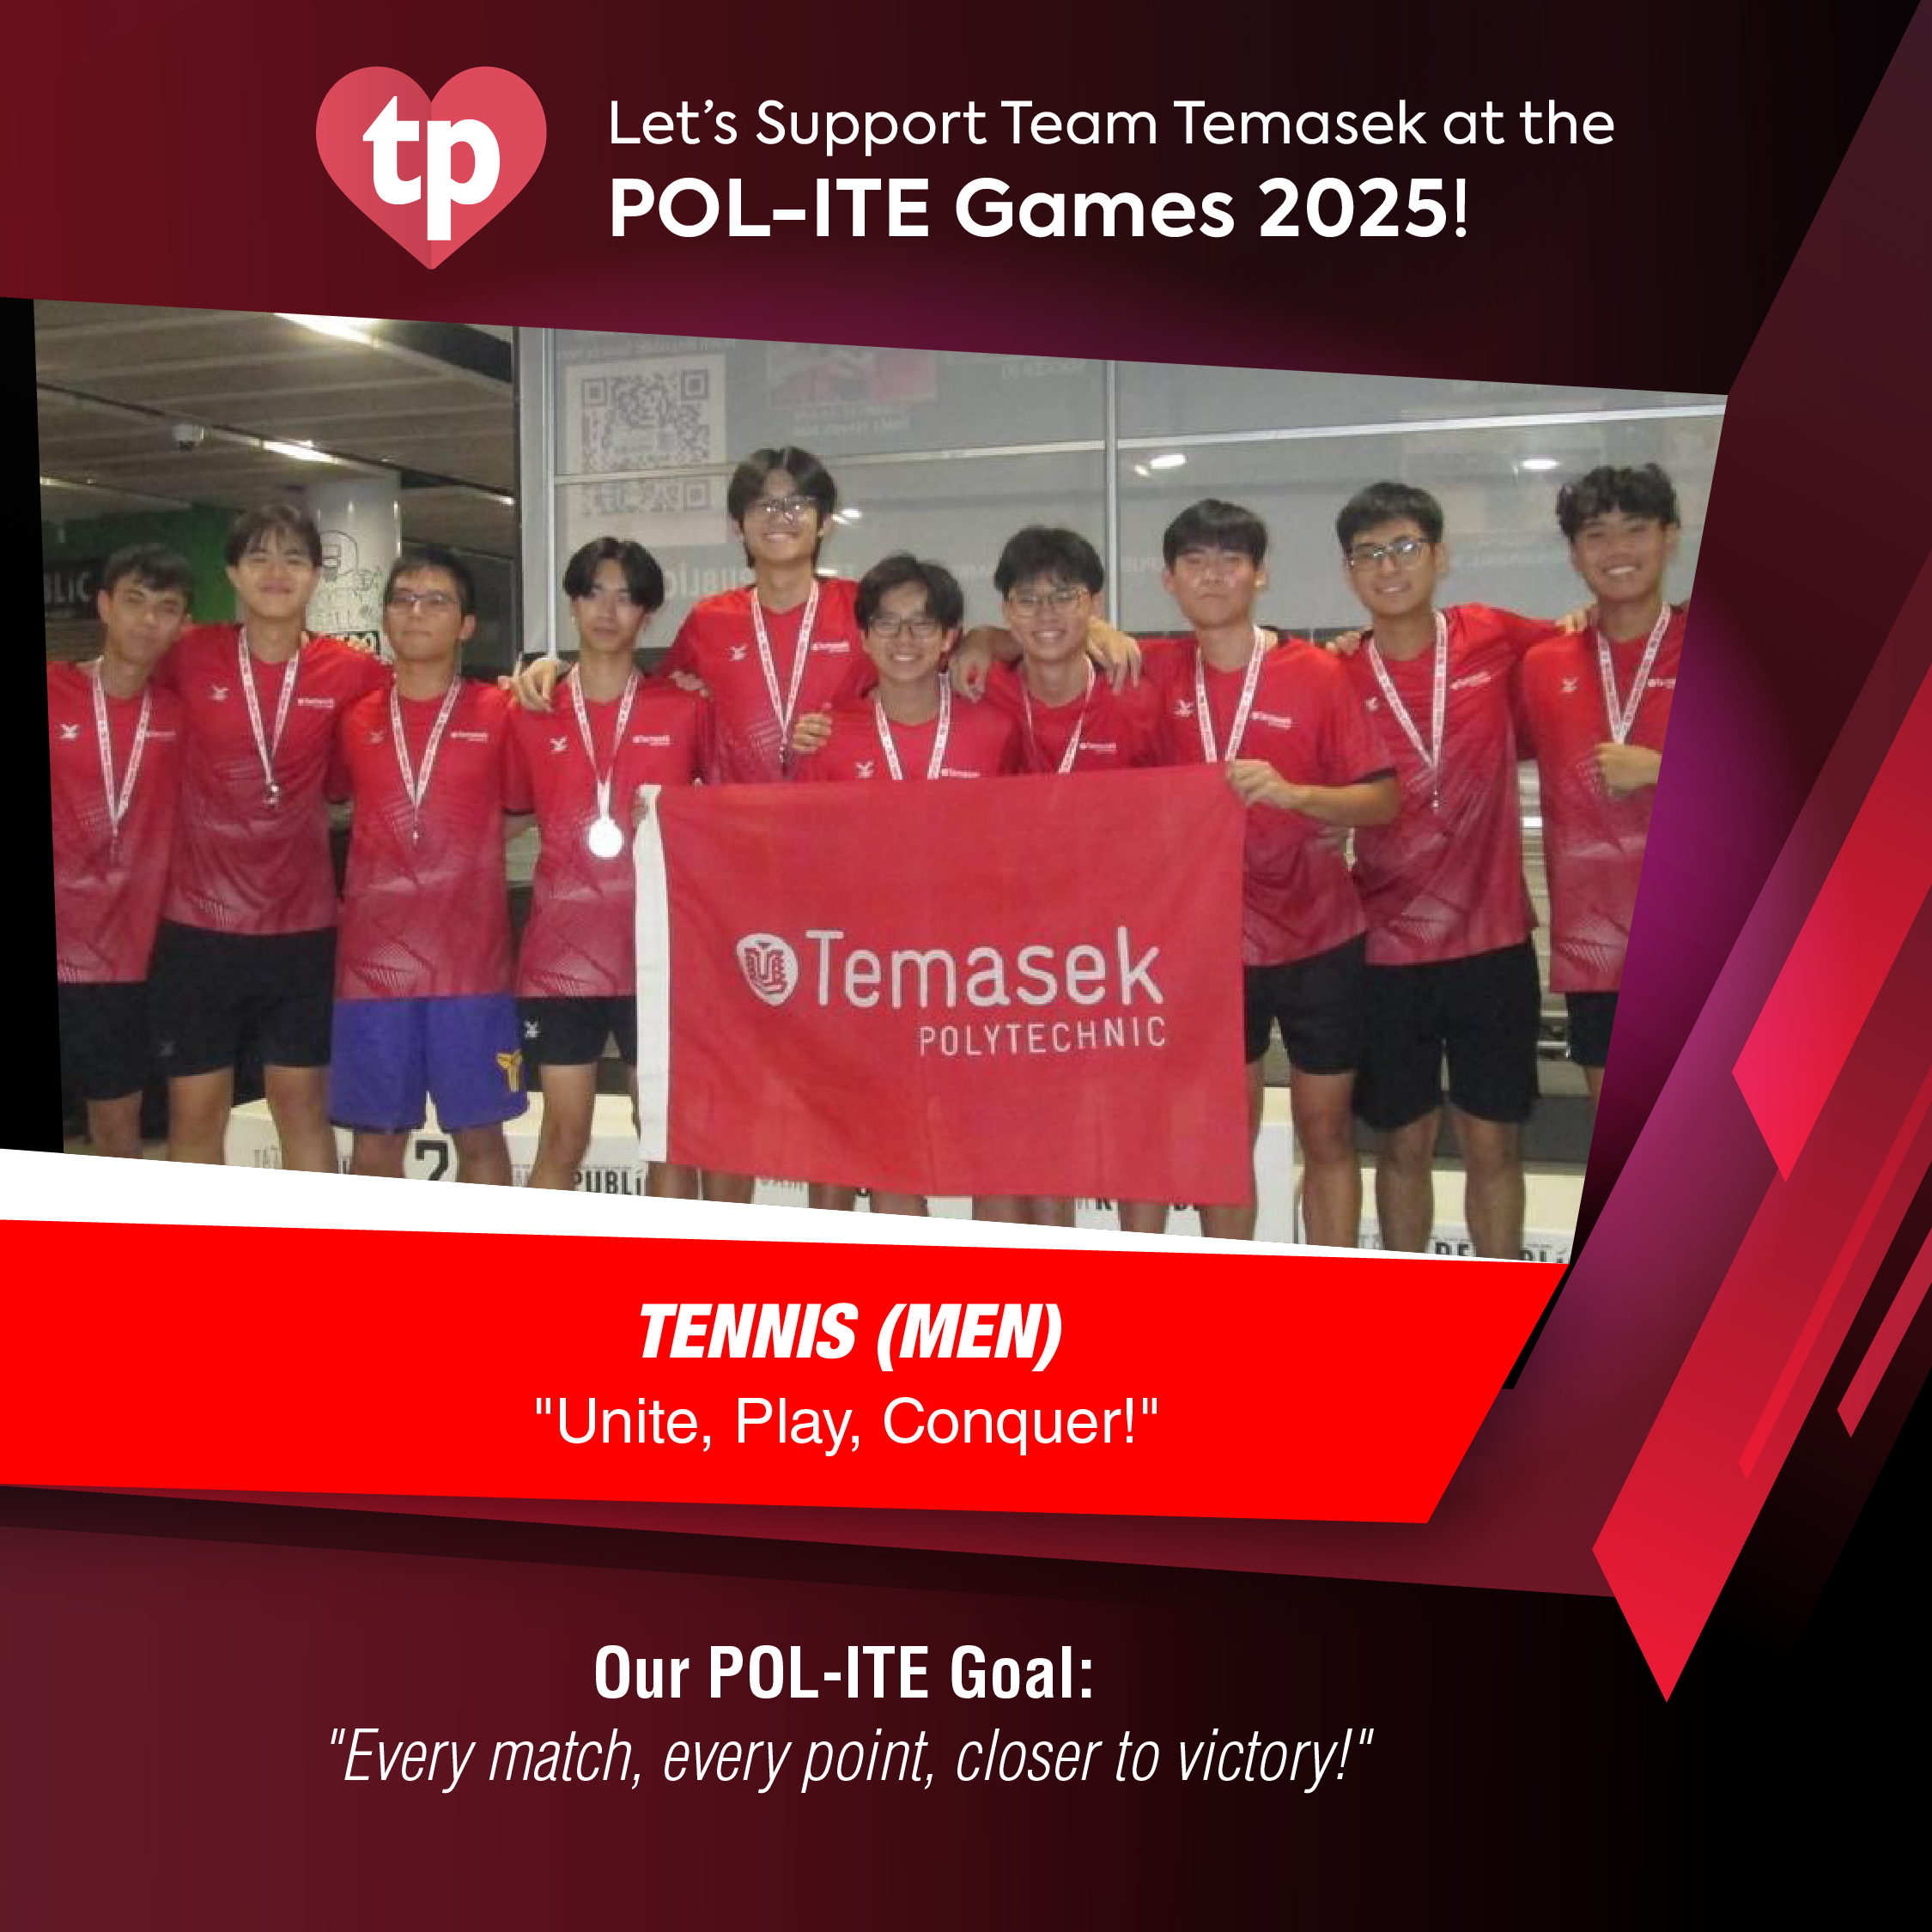 tp
Let's Support Team Temasek at the
POL-ITE Games 2025!
Temasek
POLYTECHNIC
2
TENNIS (MEN)
"Unite, Play, Conquer!"
Our POL-ITE Goal:
"Every match, every point, closer to victory!"